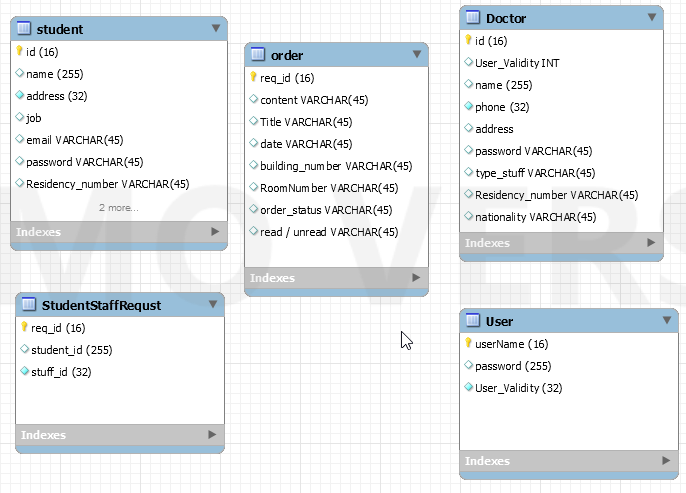 student
id (16)
name (255)
address (32)
job
email VARCHAR(45)
password VARCHAR(45)
Residency_number VARCHAR(45)
2 more...
Indexes
order
req_id (16)
content VARCHAR(45)
Title VARCHAR(45)
date VARCHAR(45)
building_number VARCHAR(45)
RoomNumber VARCHAR(45)
order_status VARCHAR(45)
read / unread VARCHAR(45)
Indexes
Doctor
id (16)
User_Validity INT
name (255)
phone (32)
address
password VARCHAR(45)
type_stuff VARCHAR(45)
Residency_number VARCHAR(45)
nationality VARCHAR(45)
Indexes
StudentStaffRequst
req_id (16)
student_id (255)
stuff_id (32)
Indexes
User
userName (16)
password (255)
User_Validity (32)
Indexes
MO VERS